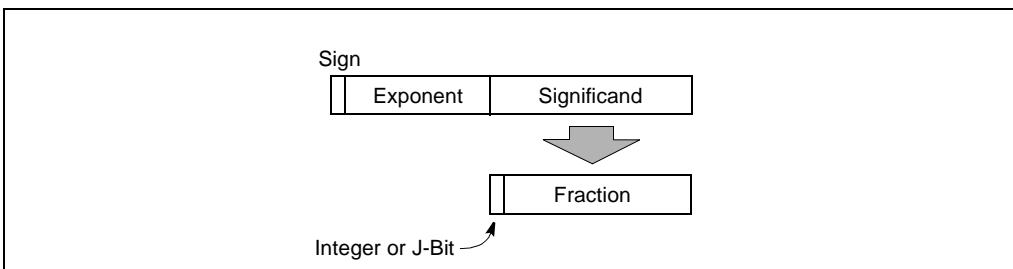 Sign
Exponent Significand
Fraction
Integer or J-Bit